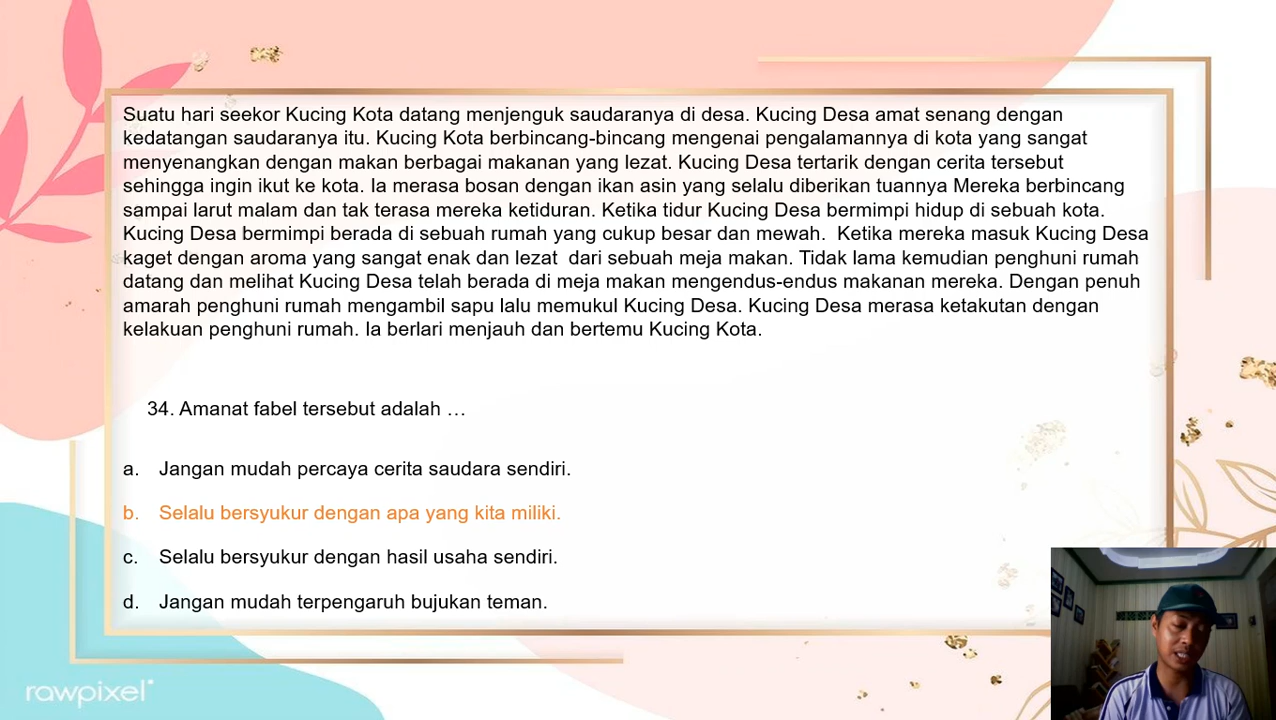 Suatu hari seekor Kucing Kota datang menjenguk saudaranya di desa. Kucing Desa amat senang dengan
kedatangan saudaranya itu. Kucing Kota berbincang-bincang mengenai pengalamannya di kota yang sangat
menyenangkan dengan makan berbagai makanan yang lezat. Kucing Desa tertarik dengan cerita tersebut
sehingga ingin ikut ke kota. Ia merasa bosan dengan ikan asin yang selalu diberikan tuannya Mereka berbincang
sampai larut malam dan tak terasa mereka ketiduran. Ketika tidur Kucing Desa bermimpi hidup di sebuah kota.
Kucing Desa bermimpi berada di sebuah rumah yang cukup besar dan mewah.  Ketika mereka masuk Kucing Desa
kaget dengan aroma yang sangat enak dan lezat  dari sebuah meja makan. Tidak lama kemudian penghuni rumah
datang dan melihat Kucing Desa telah berada di meja makan mengendus-endus makanan mereka. Dengan penuh
amarah penghuni rumah mengambil sapu lalu memukul Kucing Desa. Kucing Desa merasa ketakutan dengan
kelakuan penghuni rumah. Ia berlari menjauh dan bertemu Kucing Kota.
34. Amanat fabel tersebut adalah …
a. Jangan mudah percaya cerita saudara sendiri.
b. Selalu bersyukur dengan apa yang kita miliki.
c. Selalu bersyukur dengan hasil usaha sendiri.
d. Jangan mudah terpengaruh bujukan teman.
rawpixel